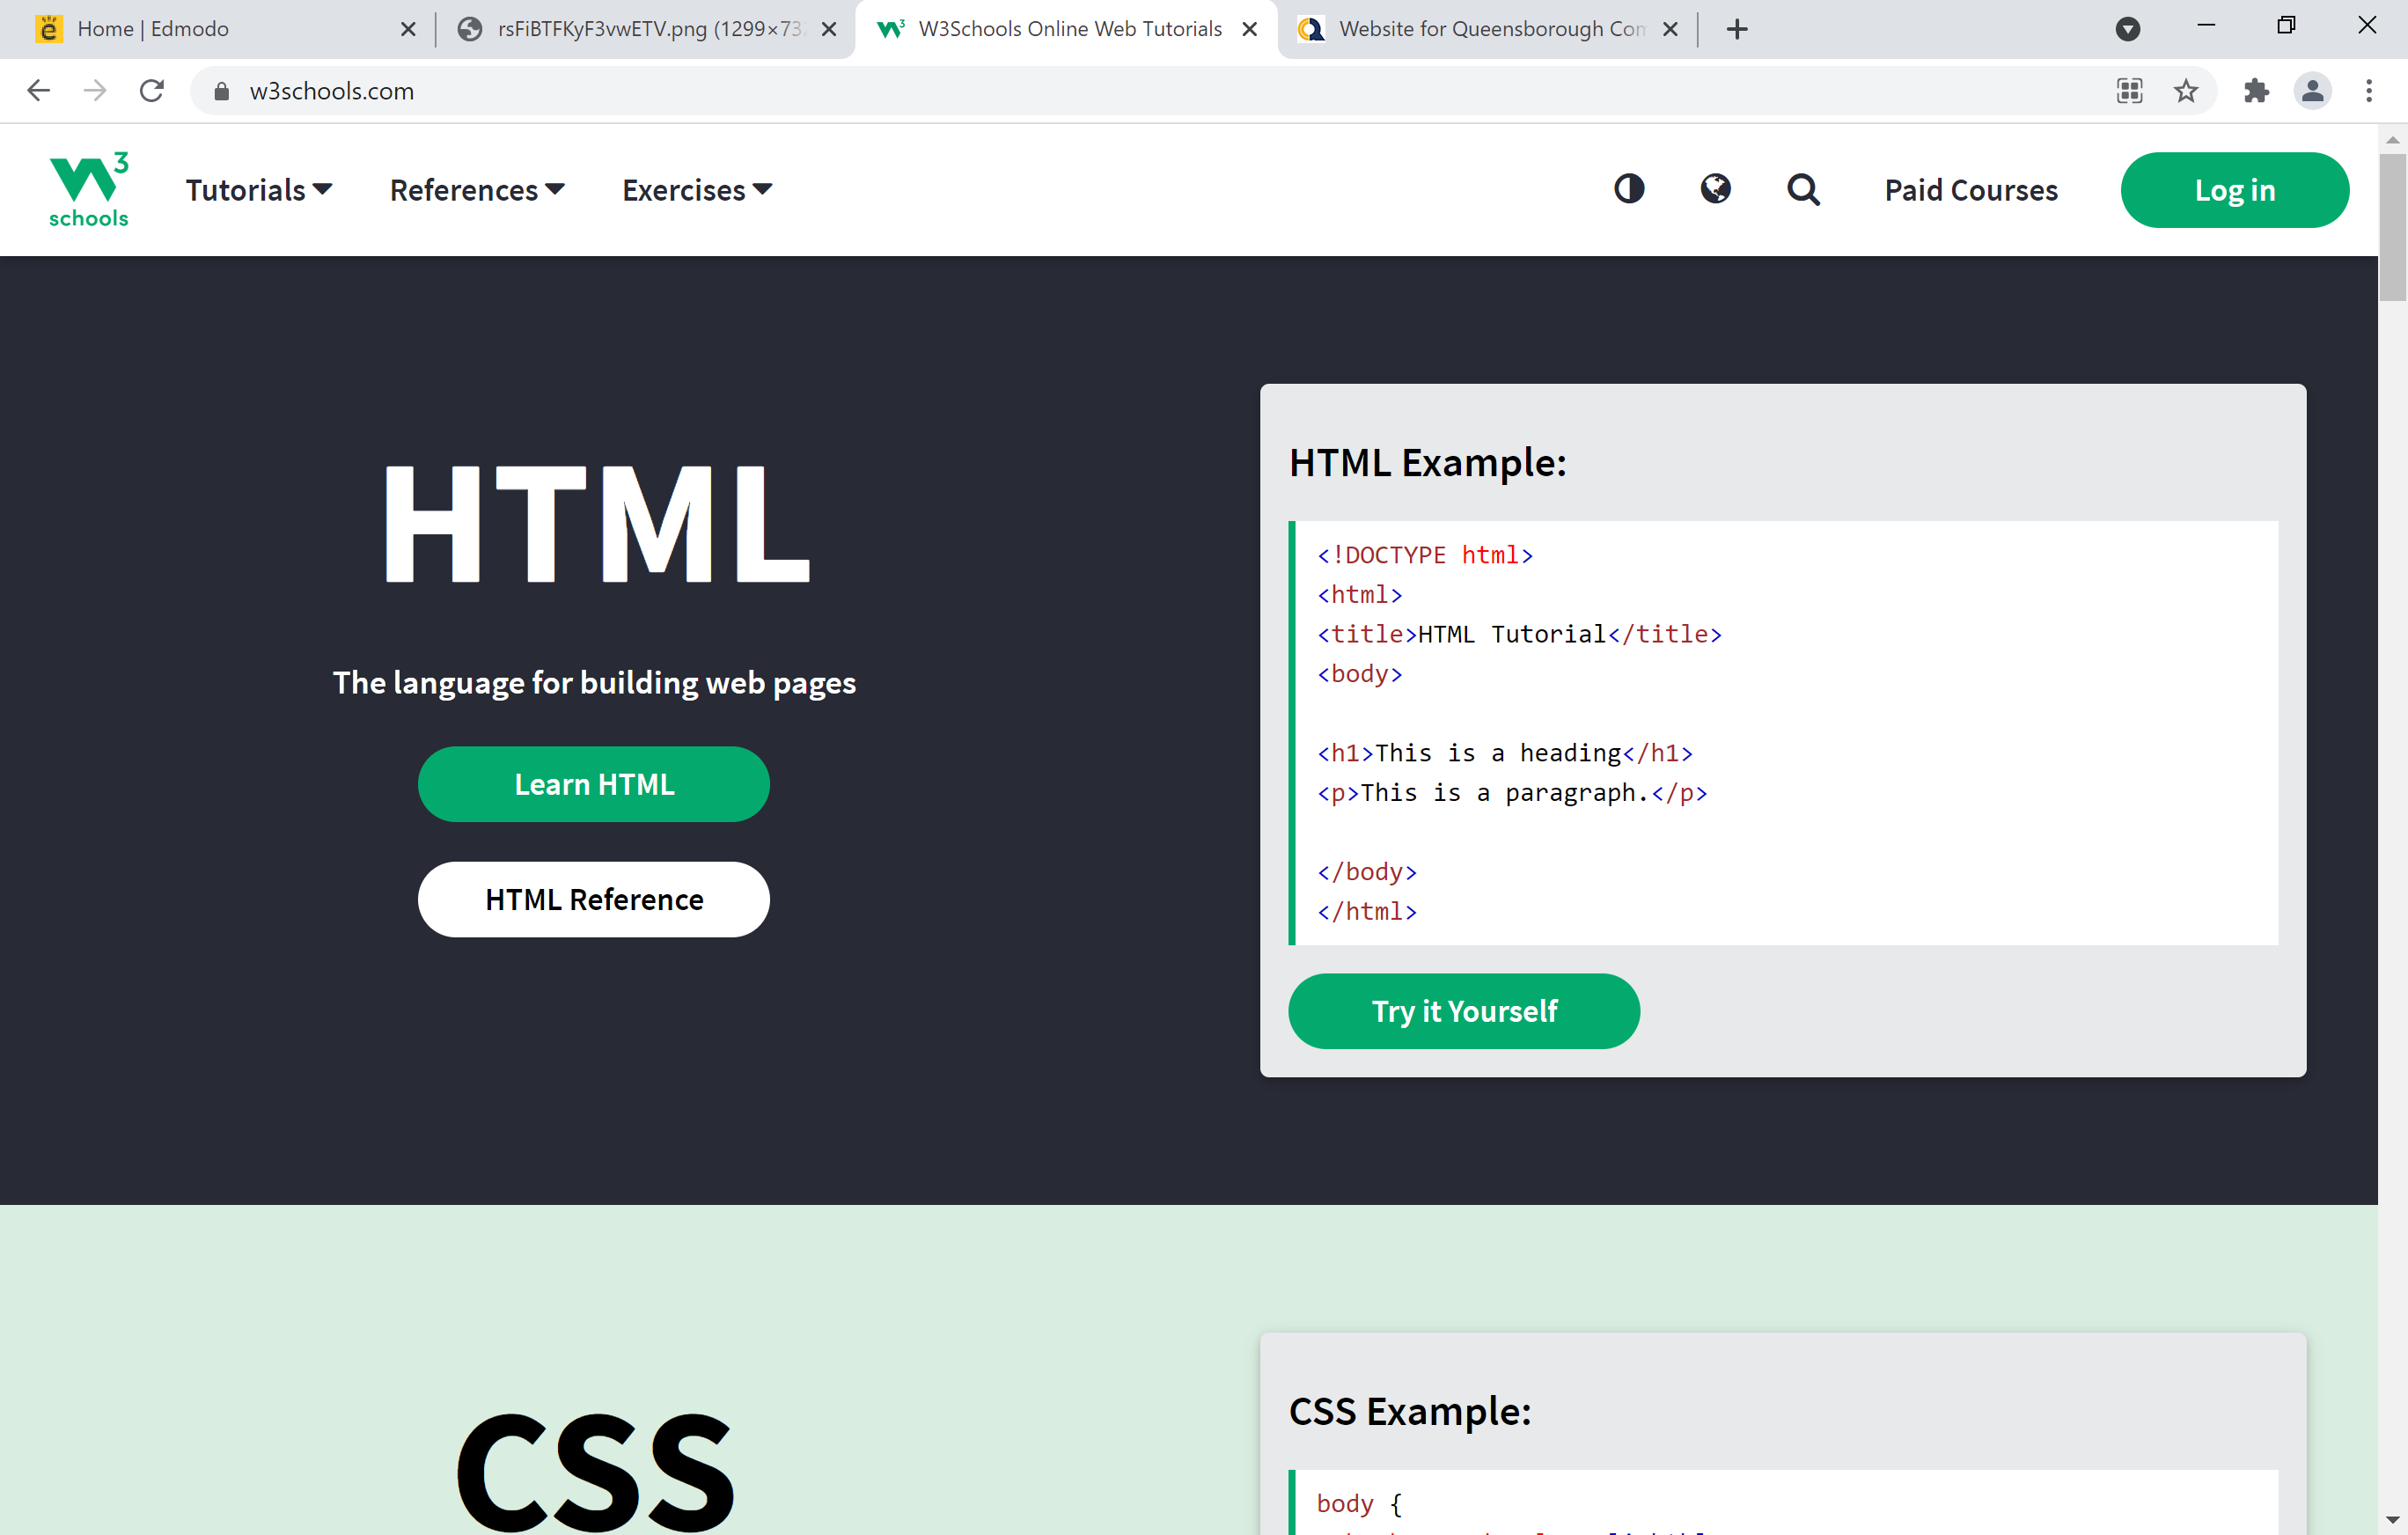 Home | Edmodo
rsFiBTFKyF3vwETV.png (1299×73
W3Schools Online Web Tutorials
Website for Queensborough Com
w3schools.com
W3 schools
Tutorials
References
Exercises
Paid Courses
Log in
HTML
The language for building web pages
Learn HTML
HTML Reference
HTML Example:
<!DOCTYPE html>
<html>
<title>HTML Tutorial</title>
<body>
<h1>This is a heading</h1>
<p>This is a paragraph.</p>
</body>
</html>
Try it Yourself
CSS
CSS Example:
body {